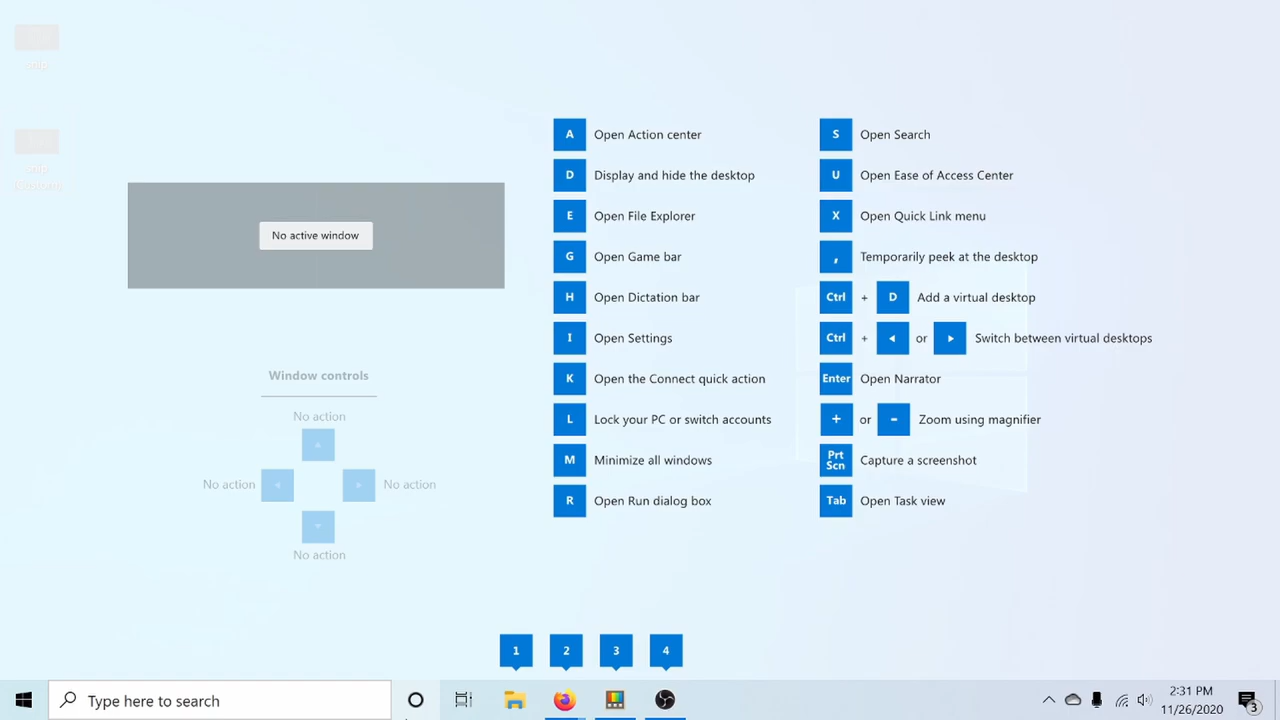 snip
No active window
Window controls
No action
No action
No action
No action
A Open Action center
D Display and hide the desktop
E Open File Explorer
G Open Game bar
H Open Dictation bar
I Open Settings
K Open the Connect quick action
L Lock your PC or switch accounts
M Minimize all windows
R Open Run dialog box
S Open Search
U Open Ease of Access Center
X Open Quick Link menu
, Temporarily peek at the desktop
Ctrl + D Add a virtual desktop
Ctrl + or Switch between virtual desktops
Enter Open Narrator
+ or - Zoom using magnifier
Prt
Scn Capture a screenshot
Tab Open Task view
1 2 3 4
Type here to search
2:31 PM
11/26/2020
3